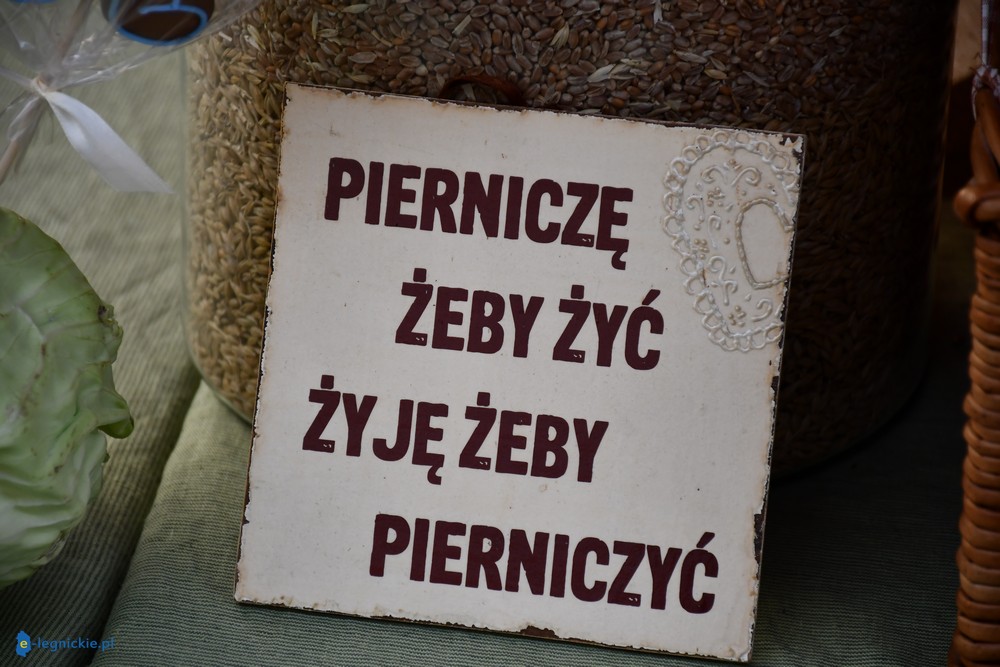 PIERNICZĘ
ŻEBY ŻYĆ
ŻYJĘ ŻEBY
PIERNICZYĆ
e-legnickie.pl